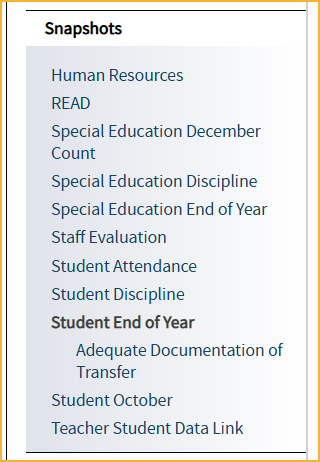 Snapshots
Human Resources
READ
Special Education December
Count
Special Education Discipline
Special Education End of Year
Staff Evaluation
Student Attendance
Student Discipline
Student End of Year
Adequate Documentation of
Transfer
Student October
Teacher Student Data Link